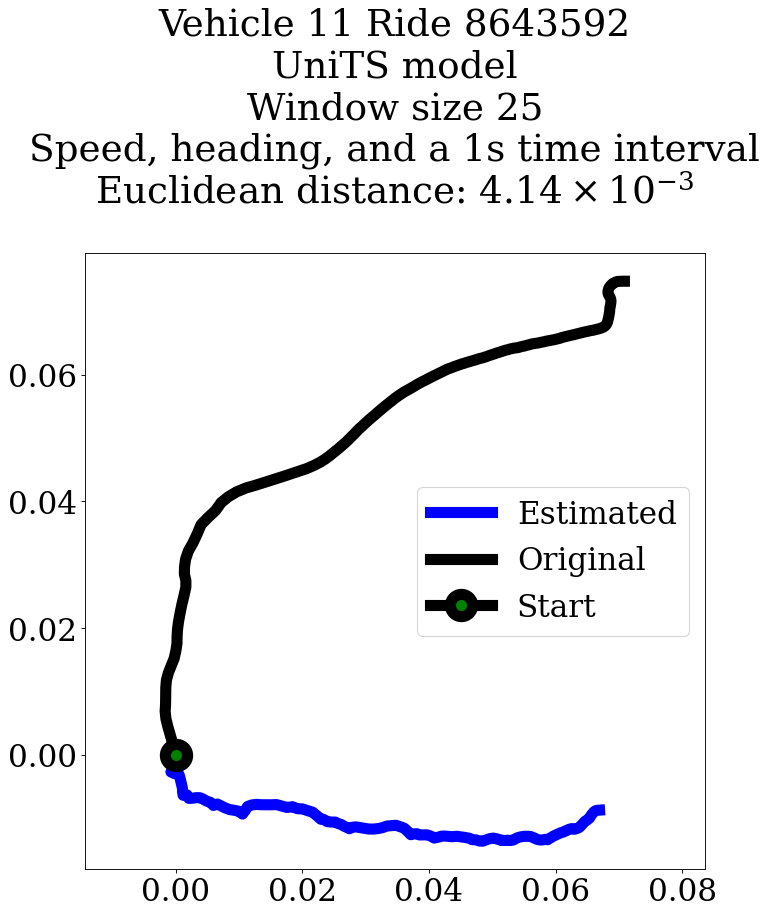 Vehicle 11 Ride 8643592
UniTS model
Window size 25
Speed, heading, and a 1s time interval
Euclidean distance: 4.14 × 10⁻³
0.06
0.04
0.02
0.00
Estimated
Original
Start
0.00 0.02 0.04 0.06 0.08